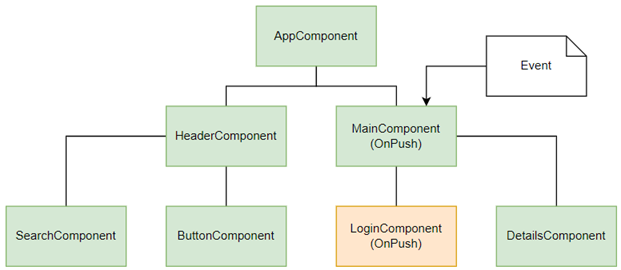 AppComponent
Event
HeaderComponent
MainComponent
(OnPush)
SearchComponent
ButtonComponent
LoginComponent
(OnPush)
DetailsComponent